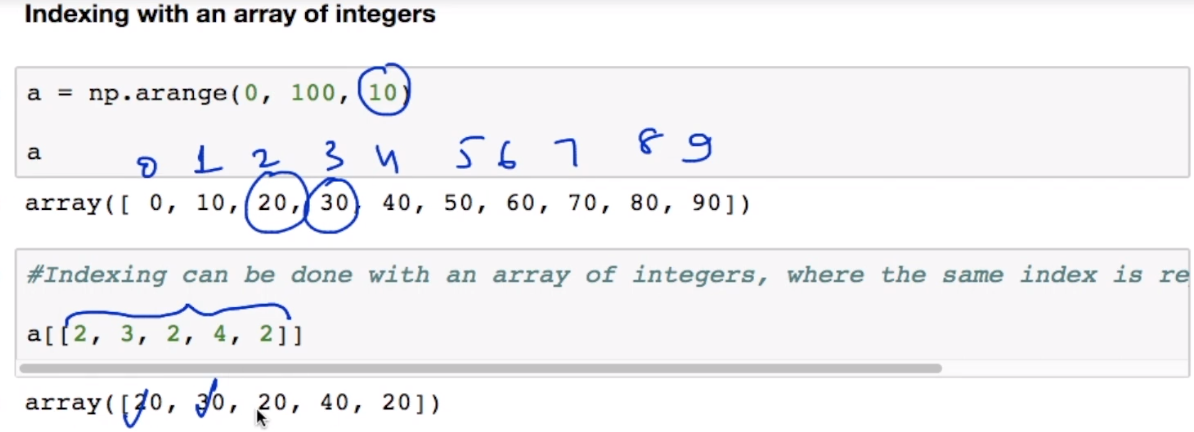 Indexing with an array of integers
a = np.arange(0, 100, 10)
a
0 1 2 3 4 5 6 7 8 9
array([ 0, 10, 20, 30, 40, 50, 60, 70, 80, 90])
#Indexing can be done with an array of integers, where the same index is re
a[[2, 3, 2, 4, 2]]
array([20, 30, 20, 40, 20])